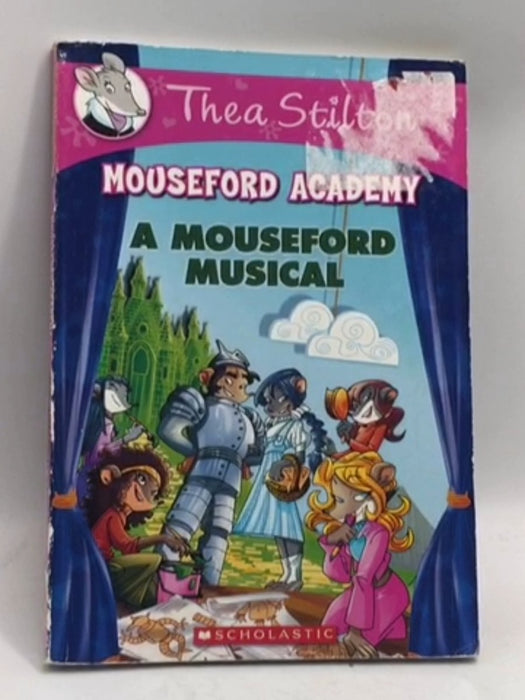 Thea Stilton
MOUSEFORD ACADEMY
A MOUSEFORD
MUSICAL
SCHOLASTIC